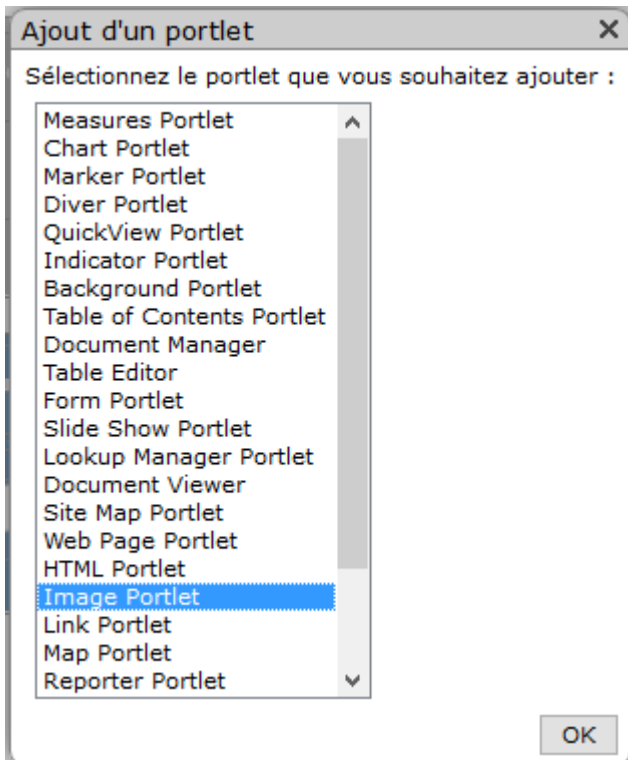 Ajout d'un portlet
Sélectionnez le portlet que vous souhaitez ajouter :
Measures Portlet
Chart Portlet
Marker Portlet
Diver Portlet
QuickView Portlet
Indicator Portlet
Background Portlet
Table of Contents Portlet
Document Manager
Table Editor
Form Portlet
Slide Show Portlet
Lookup Manager Portlet
Document Viewer
Site Map Portlet
Web Page Portlet
HTML Portlet
Image Portlet
Link Portlet
Map Portlet
Reporter Portlet
OK